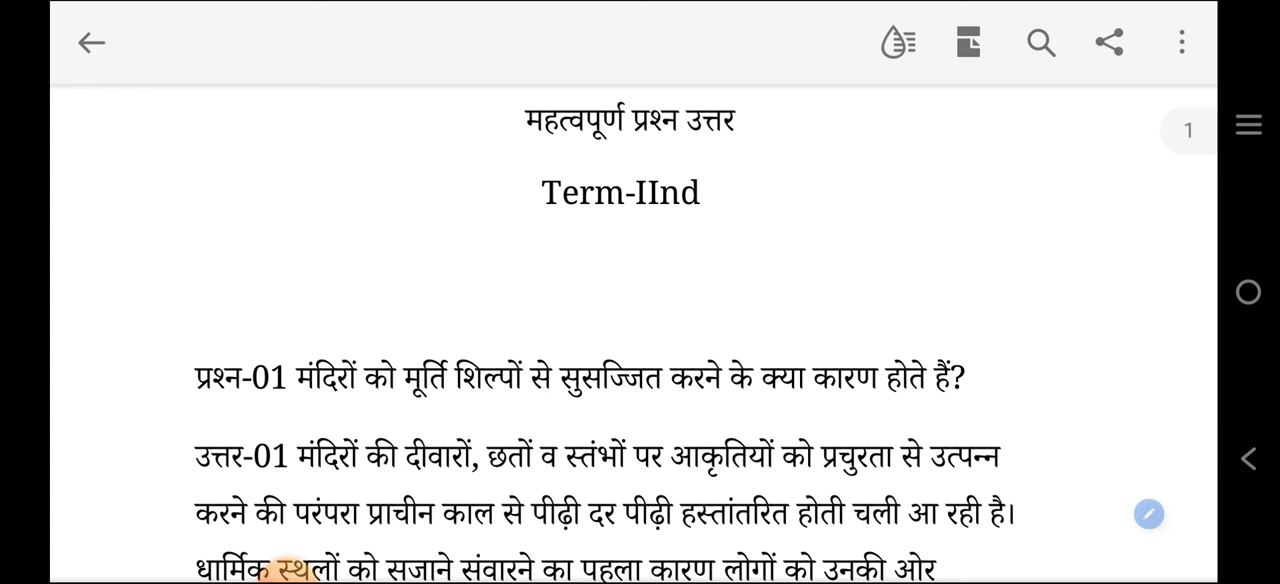 महत्वपूर्ण प्रश्न उत्तर
1
Term-IInd
प्रश्न-01 मंदिरों को मूर्ति शिल्पों से सुसज्जित करने के क्या कारण होते हैं?
उत्तर-01 मंदिरों की दीवारों, छतों व स्तंभों पर आकृतियों को प्रचुरता से उत्पन्न
करने की परंपरा प्राचीन काल से पीढ़ी दर पीढ़ी हस्तांतरित होती चली आ रही है।
धार्मिक स्थलों को सजाने संवारने का पहला कारण लोगों को उनकी ओर